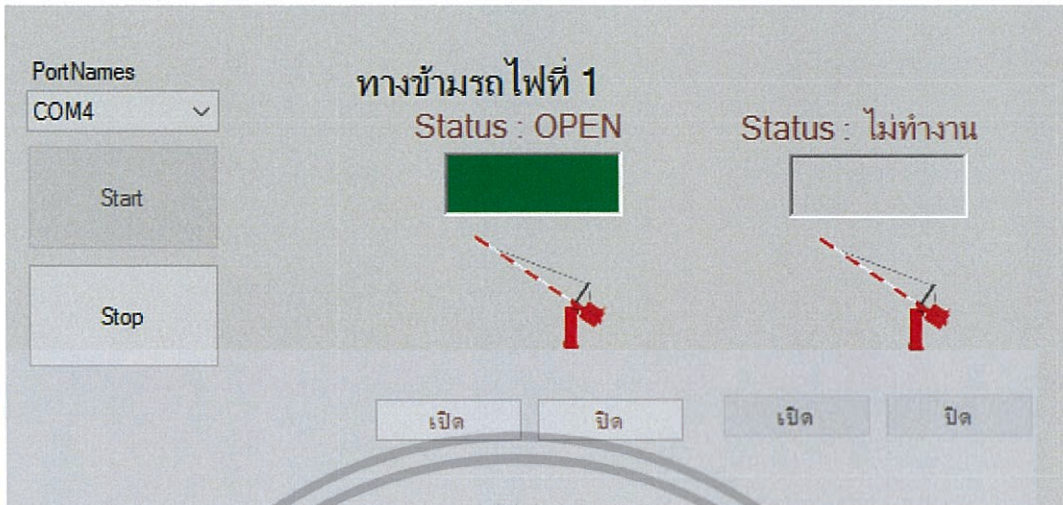 PortNames
COM4
Start
Stop
ทางข้ามรถไฟที่ 1
Status : OPEN
Status : ไม่ทำงาน
เปิด ปิด เปิด ปิด